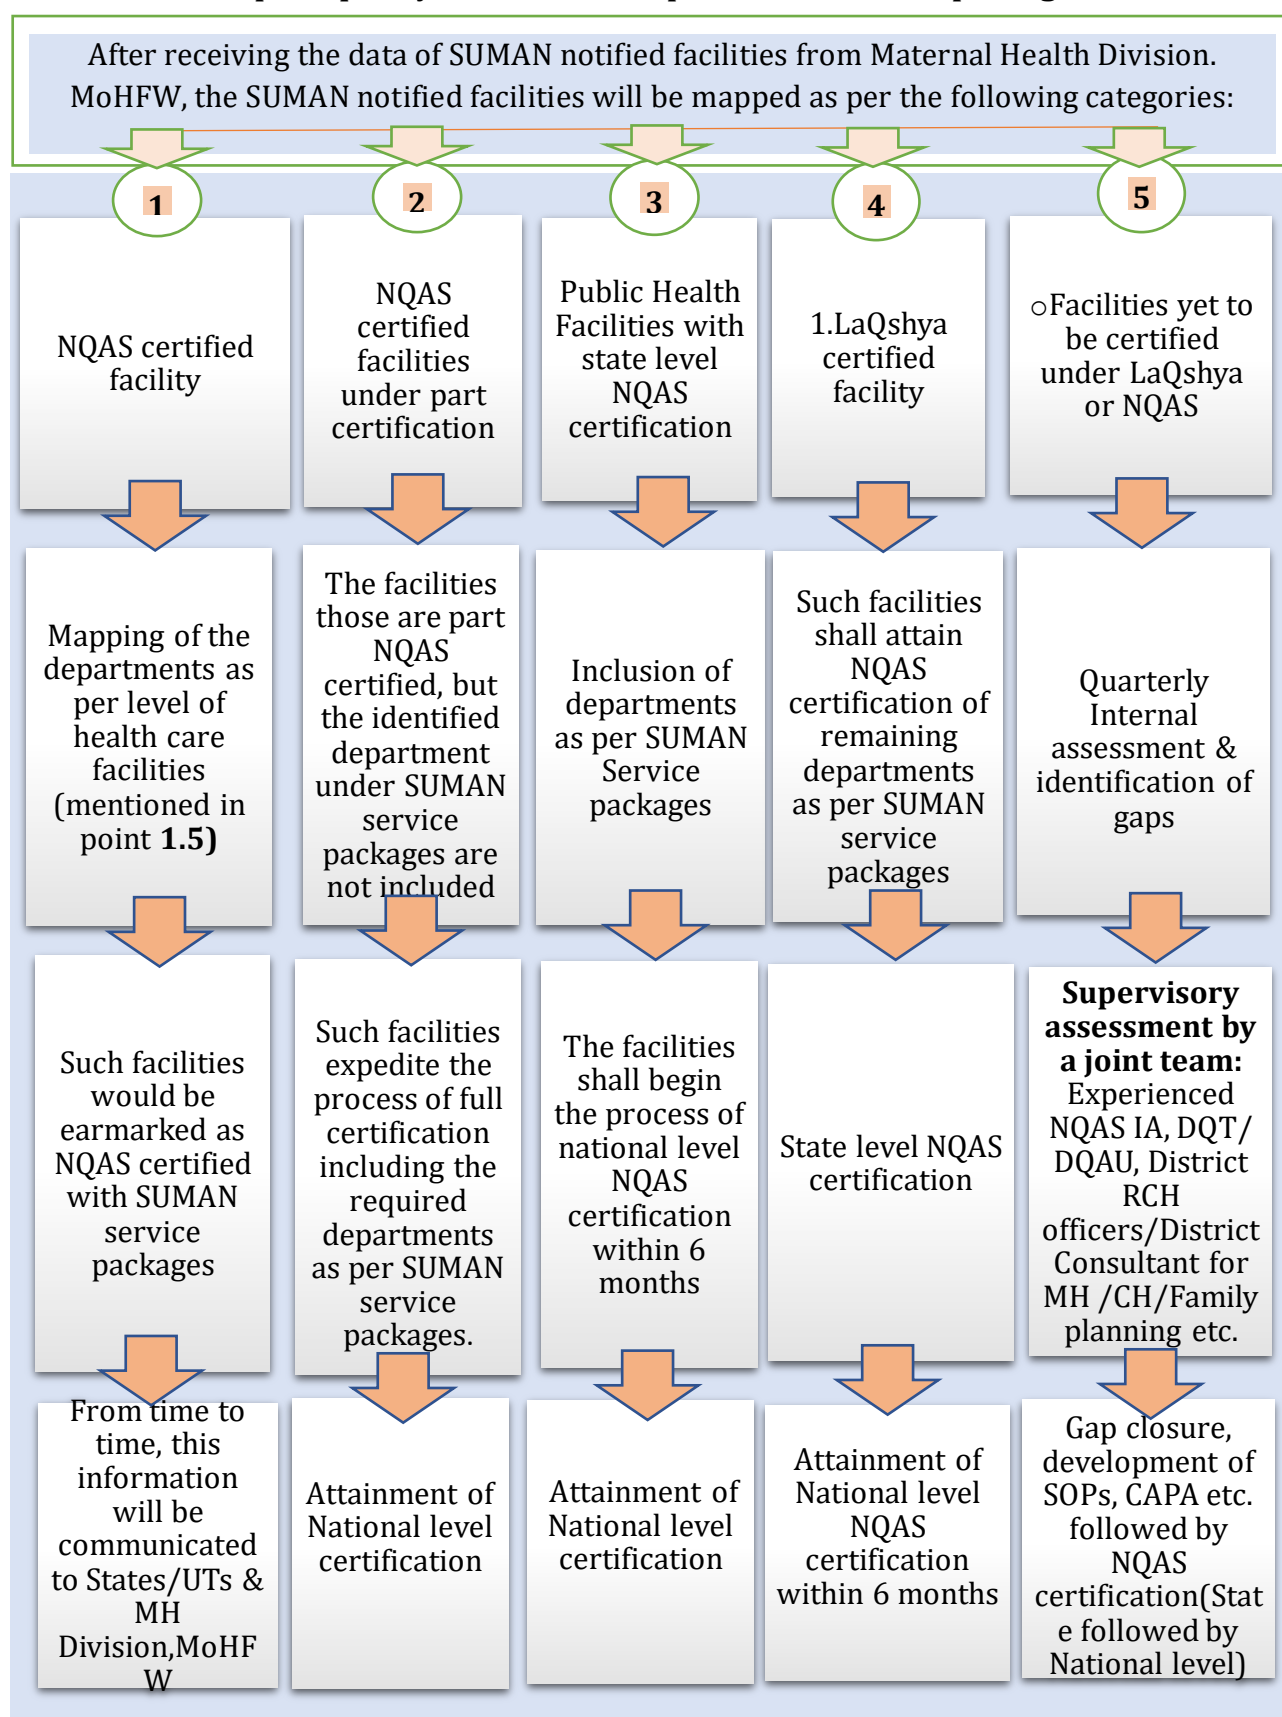 After receiving the data of SUMAN notified facilities from Maternal Health Division.
MoHFW, the SUMAN notified facilities will be mapped as per the following categories:
1
NQAS certified
facility
Mapping of the
departments as
per level of
health care
facilities
(mentioned in
point 1.5)
Such facilities
would be
earmarked as
NQAS certified
with SUMAN
service
packages
From time to
time, this
information
will be
communicated
to States/UTs &
MH
Division,MoHF
W
2
NQAS
certified
facilities
under part
certification
The facilities
those are part
NQAS
certified, but
the identified
department
under SUMAN
service
packages are
not included
Such facilities
expedite the
process of full
certification
including the
required
departments
as per SUMAN
service
packages.
Attainment of
National level
certification
3
Public Health
Facilities with
state level
NQAS
certification
Inclusion of
departments
as per SUMAN
Service
packages
The facilities
shall begin
the process of
national level
NQAS
certification
within 6
months
Attainment of
National level
certification
4
1.LaQshya
certified
facility
Such facilities
shall attain
NQAS
certification of
remaining
departments
as per SUMAN
service
packages
State level NQAS
certification
Attainment of
National level
NQAS
certification
within 6 months
5
oFacilities yet to
be certified
under LaQshya
or NQAS
Quarterly
Internal
assessment &
identification of
gaps
Supervisory
assessment by
a joint team:
Experienced
NQAS IA, DQT/
DQAU, District
RCH
officers/District
Consultant for
MH /CH/Family
planning etc.
Gap closure,
development of
SOPs, CAPA etc.
followed by
NQAS
certification(Stat
e followed by
National level)